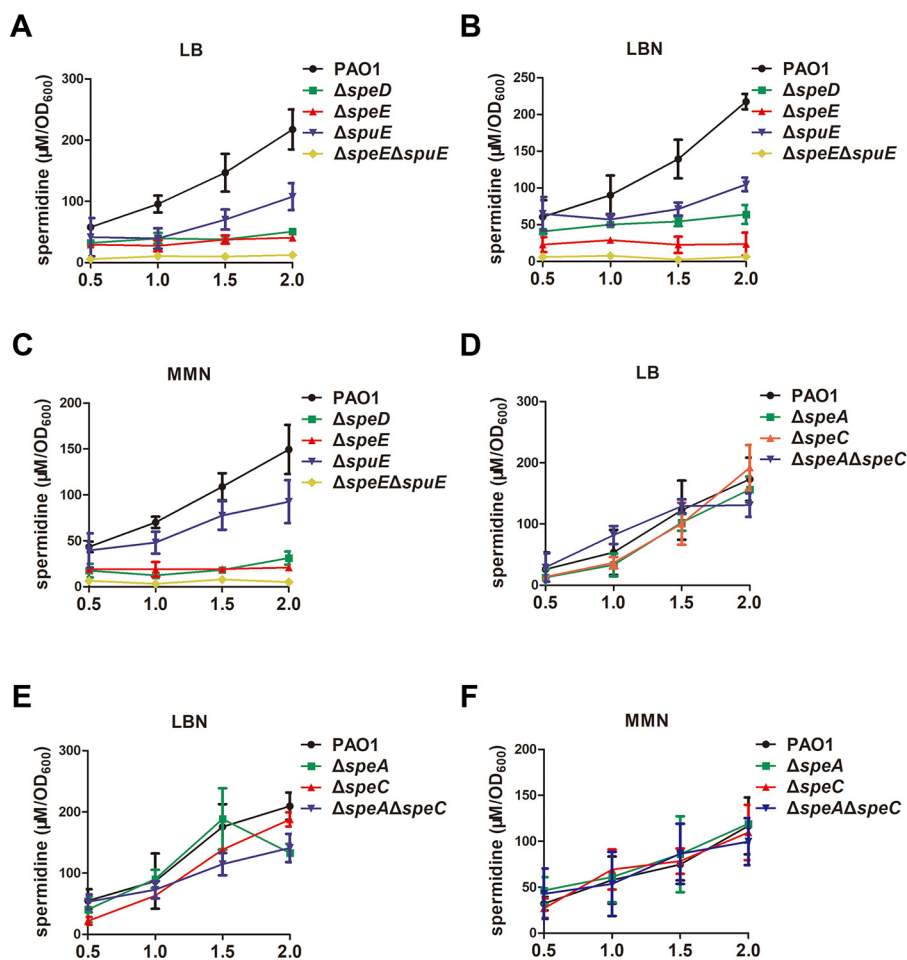 A
LB
spermidine (µM/OD600)
300
200
100
0
0.5 1.0 1.5 2.0
PAO1
ΔspeD
ΔspeE
ΔspuE
ΔspeEΔspuE
B
LBN
spermidine (µM/OD600)
250
200
150
100
50
0
0.5 1.0 1.5 2.0
PAO1
ΔspeD
ΔspeE
ΔspuE
ΔspeEΔspuE
C
MMN
spermidine (µM/OD600)
200
150
100
50
0
0.5 1.0 1.5 2.0
PAO1
ΔspeD
ΔspeE
ΔspuE
ΔspeEΔspuE
D
LB
spermidine (µM/OD600)
300
200
100
0
0.5 1.0 1.5 2.0
PAO1
ΔspeA
ΔspeC
ΔspeAΔspeC
E
LBN
spermidine (µM/OD600)
300
200
100
0
0.5 1.0 1.5 2.0
PAO1
ΔspeA
ΔspeC
ΔspeAΔspeC
F
MMN
spermidine (µM/OD600)
200
150
100
50
0
0.5 1.0 1.5 2.0
PAO1
ΔspeA
ΔspeC
ΔspeAΔspeC